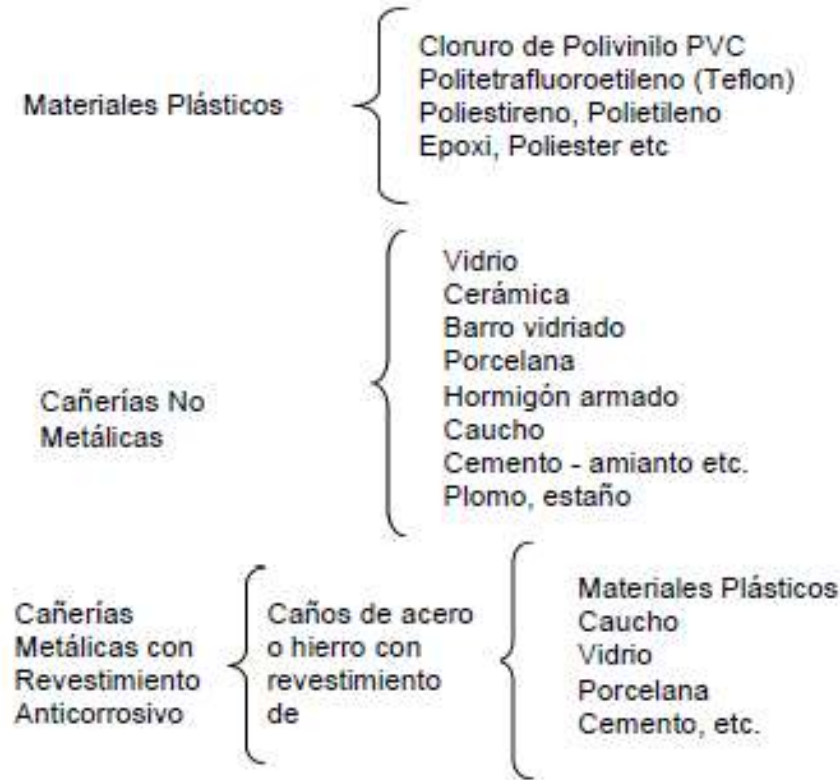 Materiales Plásticos
Cloruro de Polivinilo PVC
Politetrafluoroetileno (Teflon)
Poliestireno, Polietileno
Epoxi, Poliester etc
Cañerías No
Metálicas
Vidrio
Cerámica
Barro vidriado
Porcelana
Hormigón armado
Caucho
Cemento - amianto etc.
Plomo, estaño
Cañerías
Metálicas con
Revestimiento
Anticorrosivo
Caños de acero
o hierro con
revestimiento
de
Materiales Plásticos
Caucho
Vidrio
Porcelana
Cemento, etc.